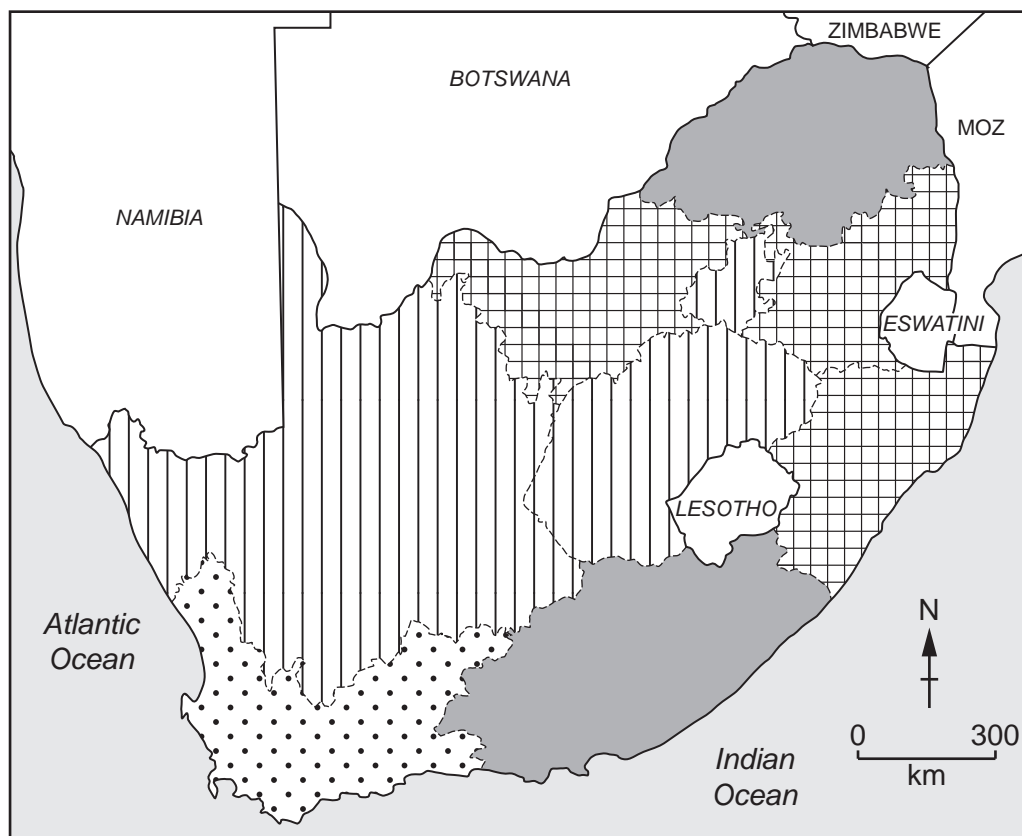 ZIMBABWE
BOTSWANA
MOZ
NAMIBIA
ESWATINI
LESOTHO
Atlantic
Ocean
N
0 300
km
Indian
Ocean